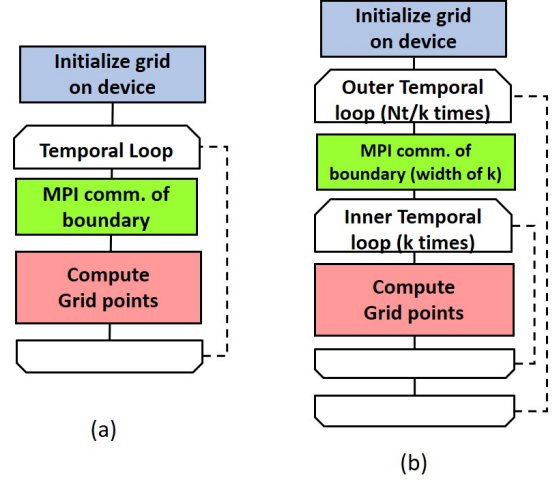 Initialize grid
on device
Temporal Loop
MPI comm. of
boundary
Compute
Grid points
(a)
Initialize grid
on device
Outer Temporal
loop (Nt/k times)
MPI comm. of
boundary (width of k)
Inner Temporal
loop (k times)
Compute
Grid points
(b)